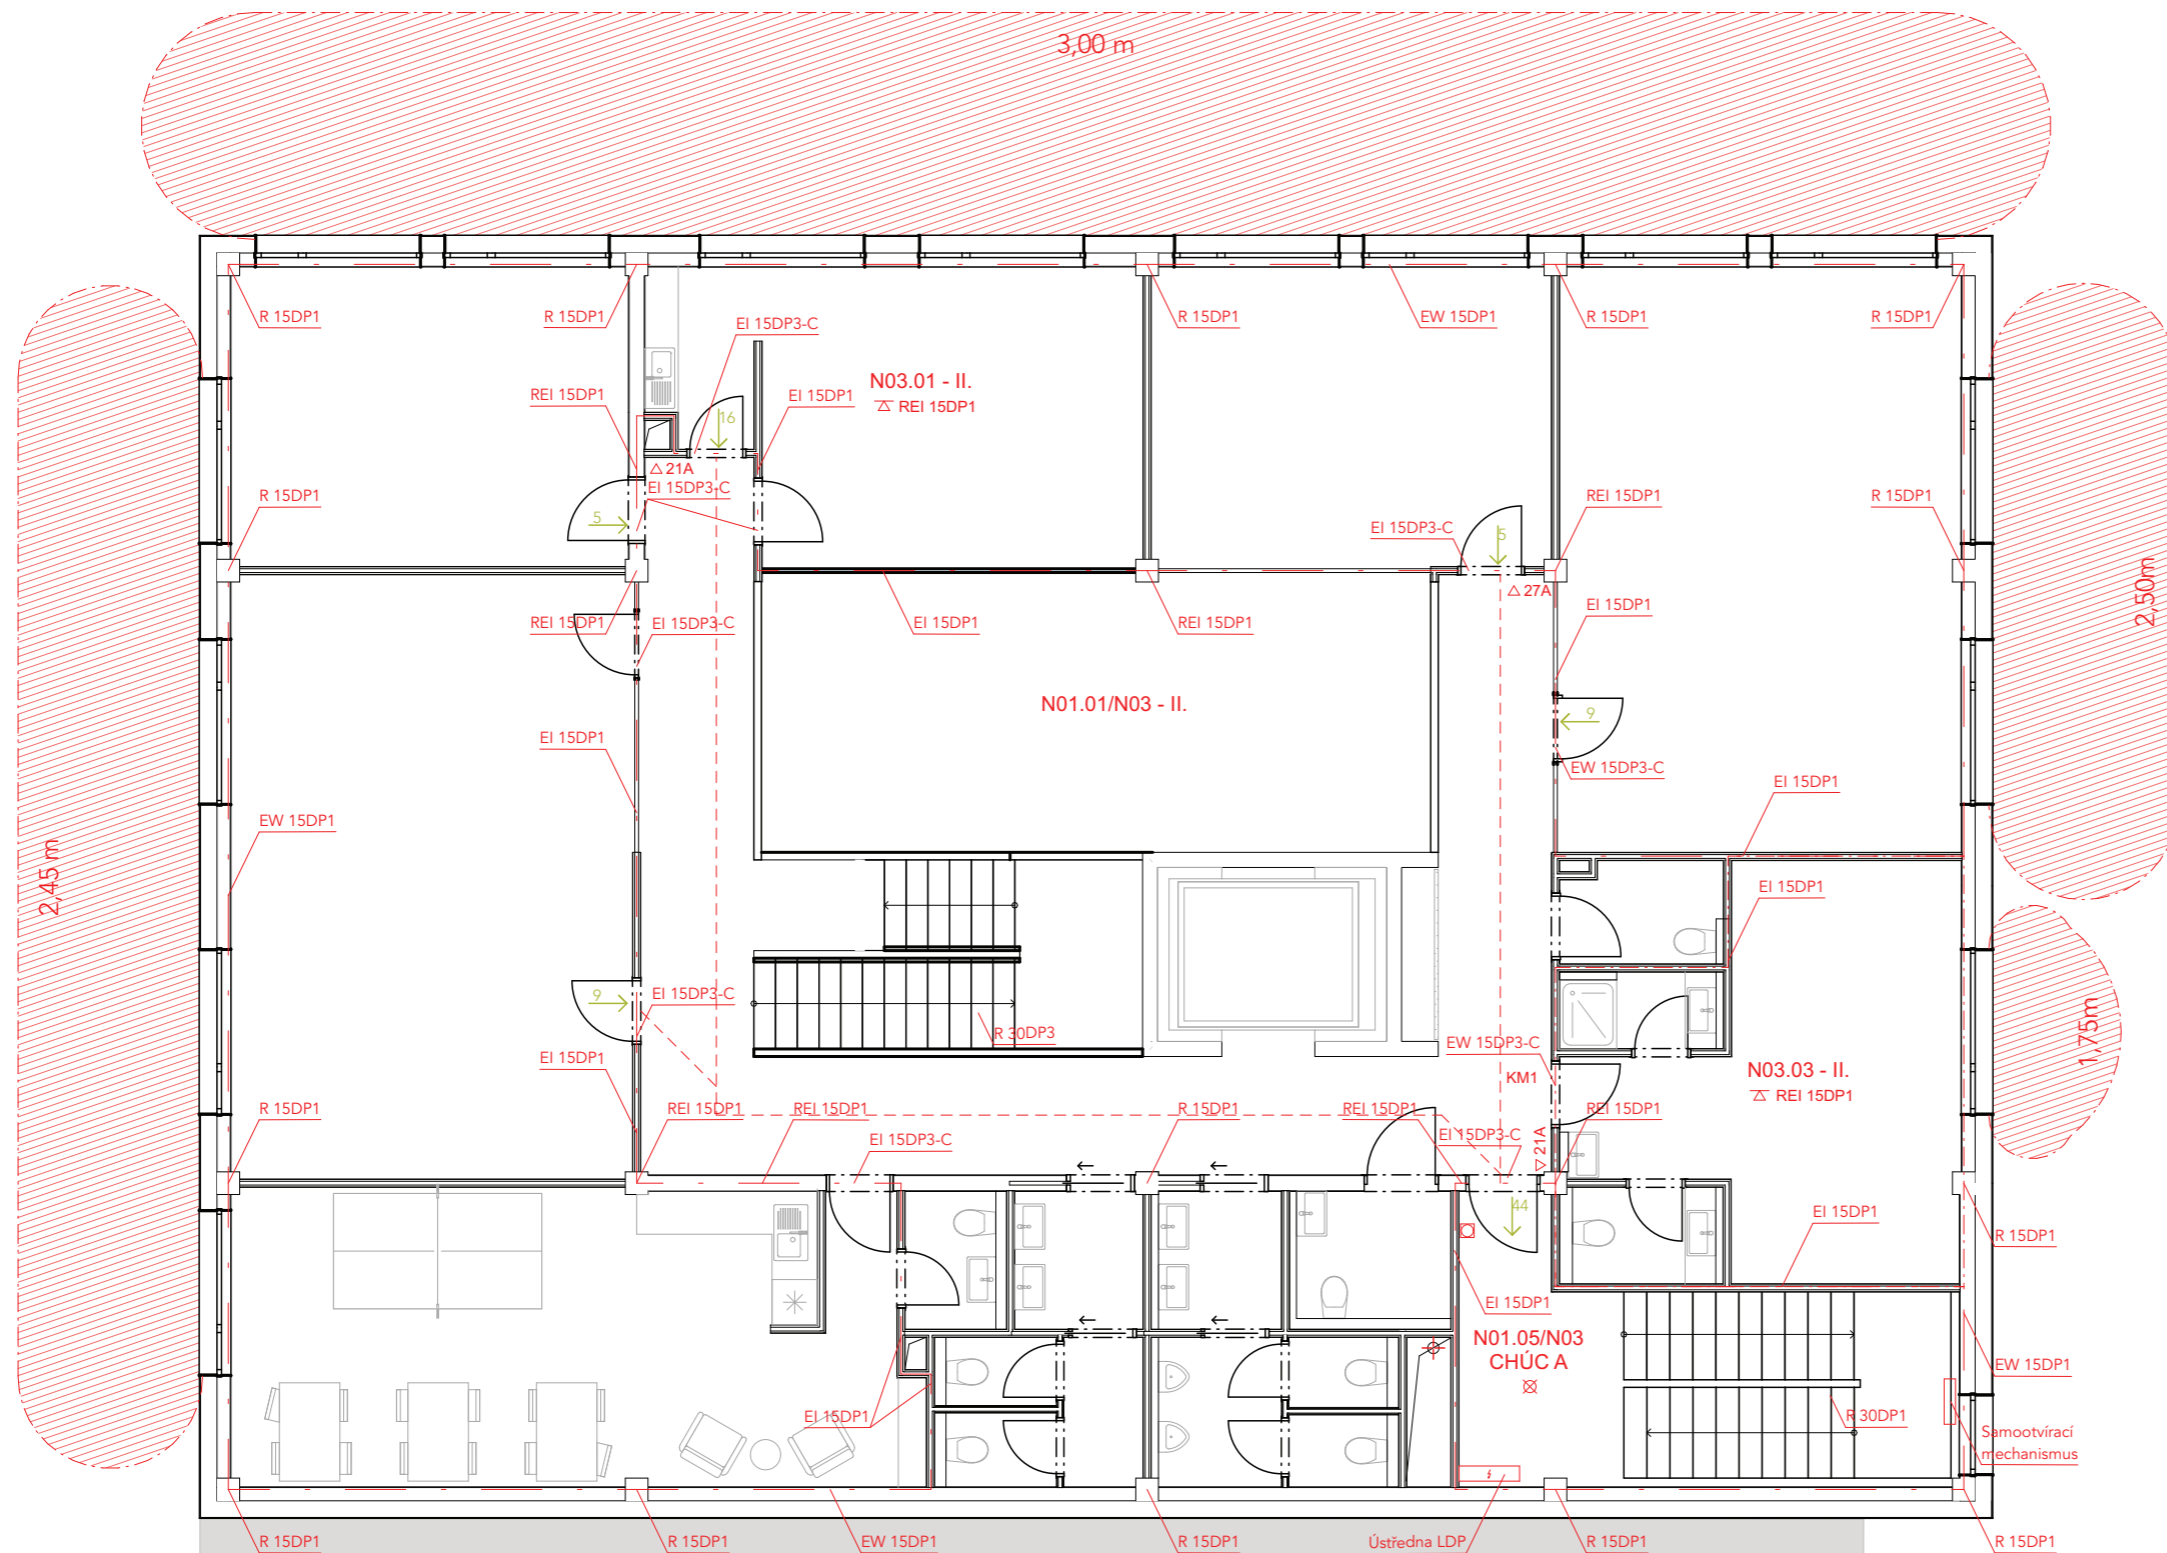 3,00 m
R 15DP1
R 15DP1
EI 15DP3-C
R 15DP1
EW 15DP1
R 15DP1
R 15DP1
N03.01 - II.
REI 15DP1
REI 15DP1
EI 15DP1
16
21A
EI 15DP3-C
R 15DP1
5
EI 15DP3-C
5
REI 15DP1
R 15DP1
27A
2,50m
REI 15DP1
EI 15DP3-C
EI 15DP1
REI 15DP1
EI 15DP1
N01.01/N03 - II.
9
EI 15DP1
EW 15DP3-C
EI 15DP1
EW 15DP1
2,45 m
EI 15DP1
9
EI 15DP3-C
R 30DP3
EW 15DP3-C
1,75m
EI 15DP1
KM1
N03.03 - II.
REI 15DP1
R 15DP1
REI 15DP1
REI 15DP1
R 15DP1
REI 15DP1
REI 15DP1
EI 15DP3-C
EI 15DP3-C
21A
44
EI 15DP1
R 15DP1
EI 15DP1
N01.05/N03
CHÚC A
EW 15DP1
EI 15DP1
R 30DP1
Samootvírací
mechanismus
R 15DP1
R 15DP1
EW 15DP1
R 15DP1
Ústředna LDP
R 15DP1
R 15DP1